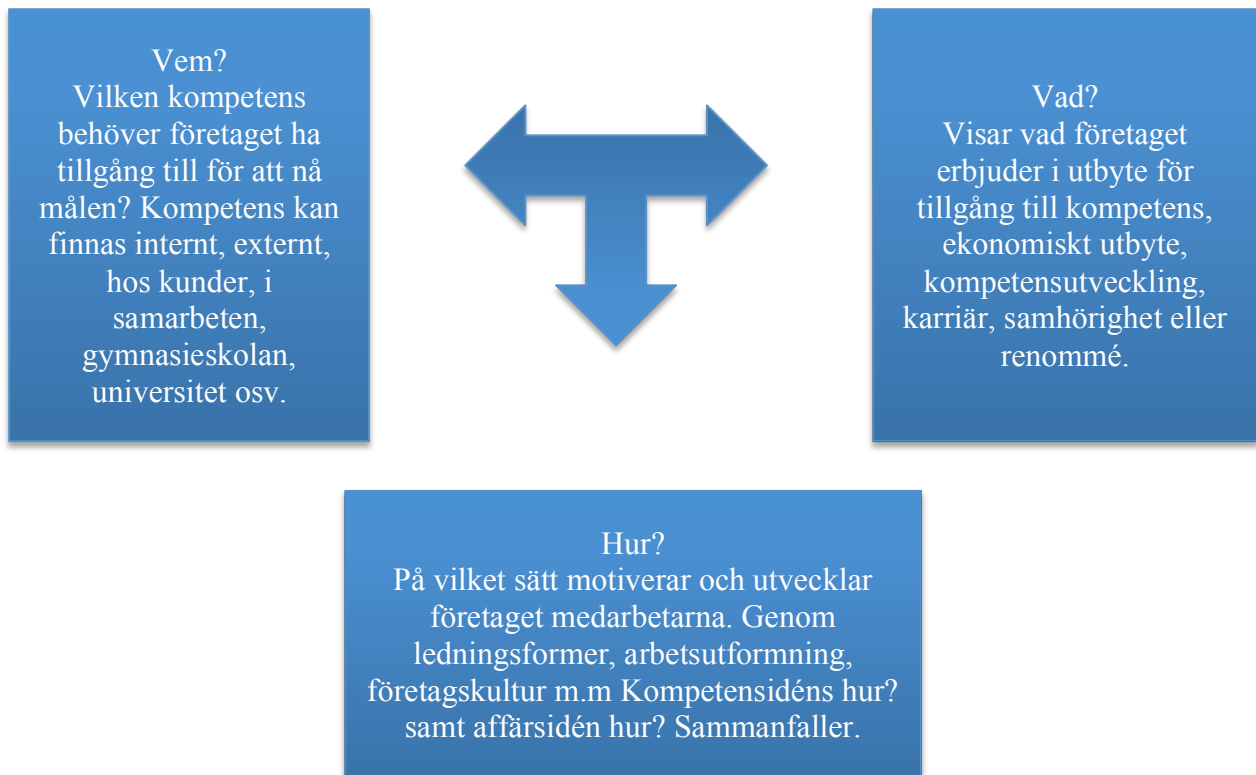 Vem?
Vilken kompetens
behöver företaget ha
tillgång till för att nå
målen? Kompetens kan
finnas internt, externt,
hos kunder, i
samarbeten,
gymnasieskolan,
universitet osv.
Vad?
Visar vad företaget
erbjuder i utbyte för
tillgång till kompetens,
ekonomiskt utbyte,
kompetensutveckling,
karriär, samhörighet eller
renommé.
Hur?
På vilket sätt motiverar och utvecklar
företaget medarbetarna. Genom
ledningsformer, arbetsutformning,
företagskultur m.m Kompetensidéns hur?
samt affärsidén hur? Sammanfaller.